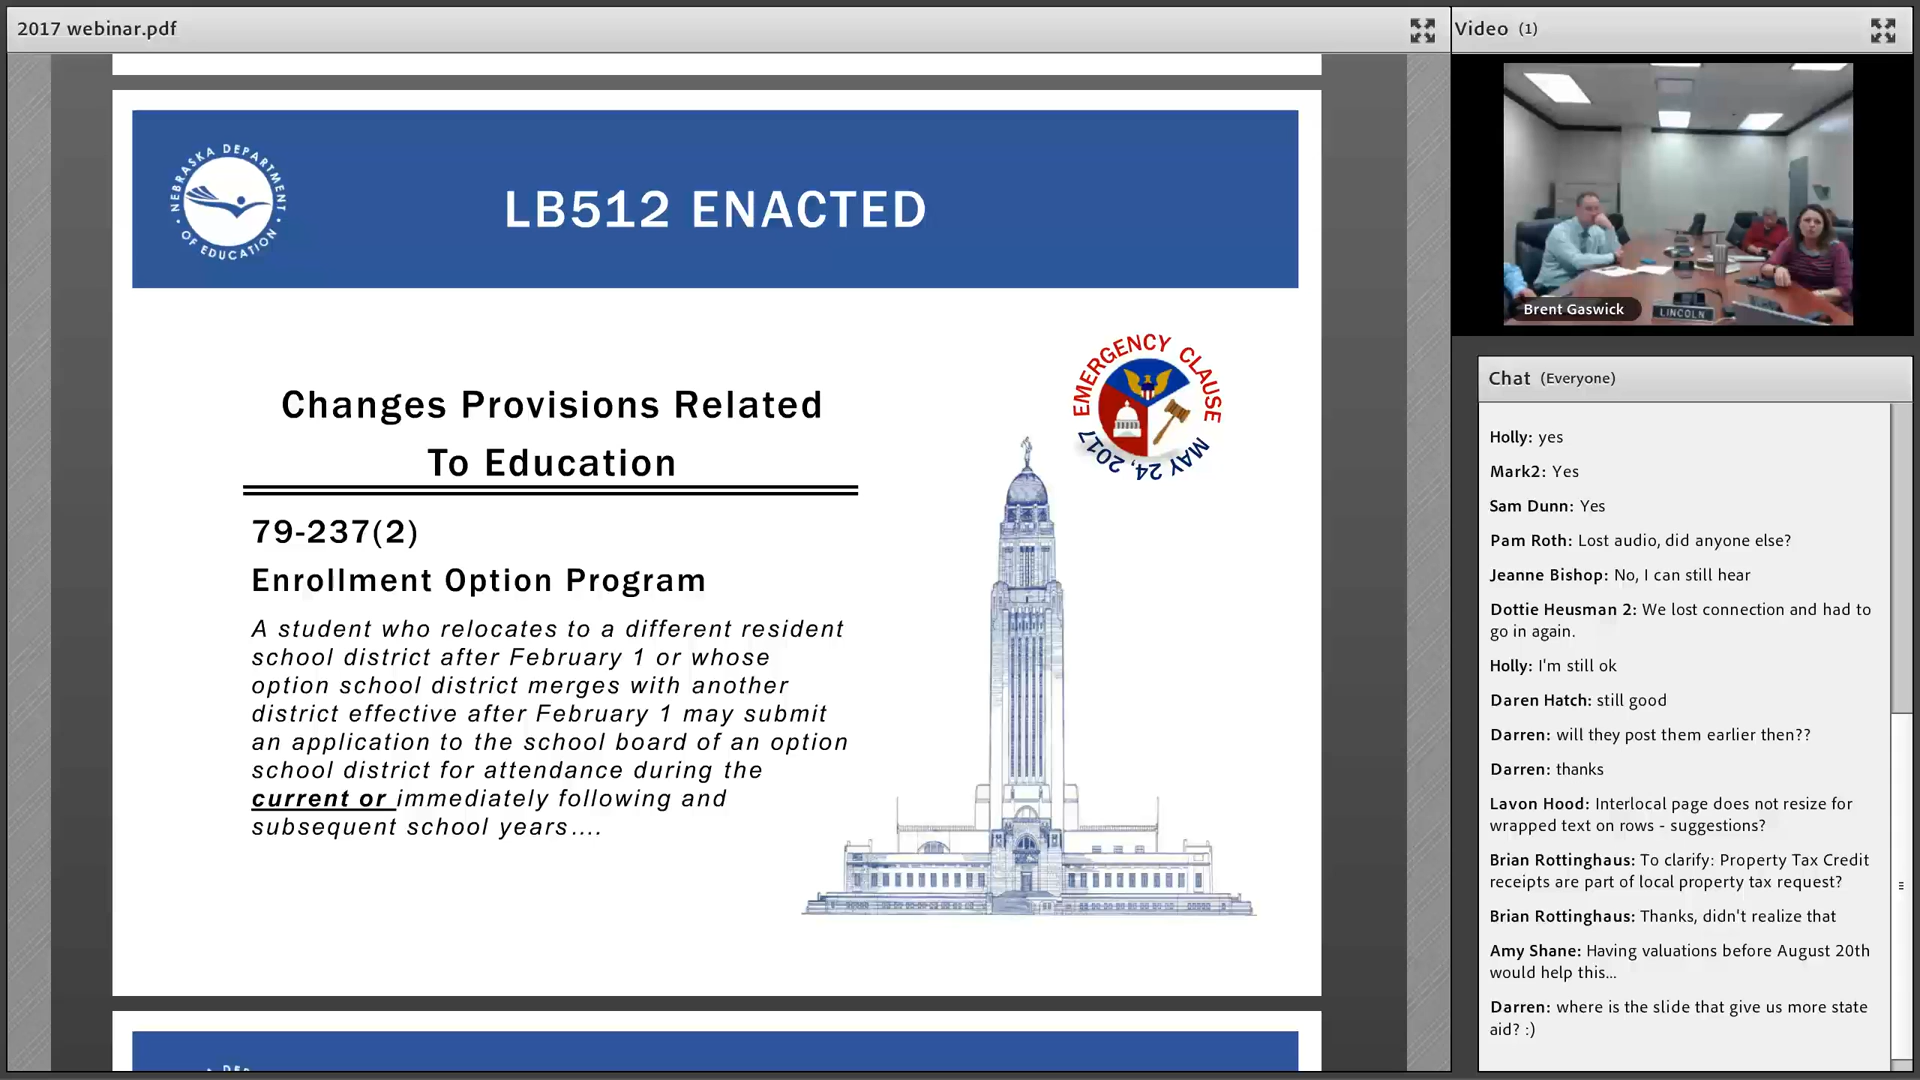 2017 webinar.pdf
NEBRASKA DEPARTMENT
OF EDUCATION
LB512 ENACTED
EMERGENCY CLAUSE
MAY 24, 2017
Changes Provisions Related
To Education
79-237(2)
Enrollment Option Program
A student who relocates to a different resident
school district after February 1 or whose
option school district merges with another
district effective after February 1 may submit
an application to the school board of an option
school district for attendance during the
current or immediately following and
subsequent school years....
Video (1)
Brent Gaswick
LINCOLN
Chat (Everyone)
Holly: yes
Mark2: Yes
Sam Dunn: Yes
Pam Roth: Lost audio, did anyone else?
Jeanne Bishop: No, I can still hear
Dottie Heusman 2: We lost connection and had to
go in again.
Holly: I'm still ok
Daren Hatch: still good
Darren: will they post them earlier then??
Darren: thanks
Lavon Hood: Interlocal page does not resize for
wrapped text on rows - suggestions?
Brian Rottinghaus: To clarify: Property Tax Credit
receipts are part of local property tax request?
Brian Rottinghaus: Thanks, didn't realize that
Amy Shane: Having valuations before August 20th
would help this...
Darren: where is the slide that give us more state
aid? :)